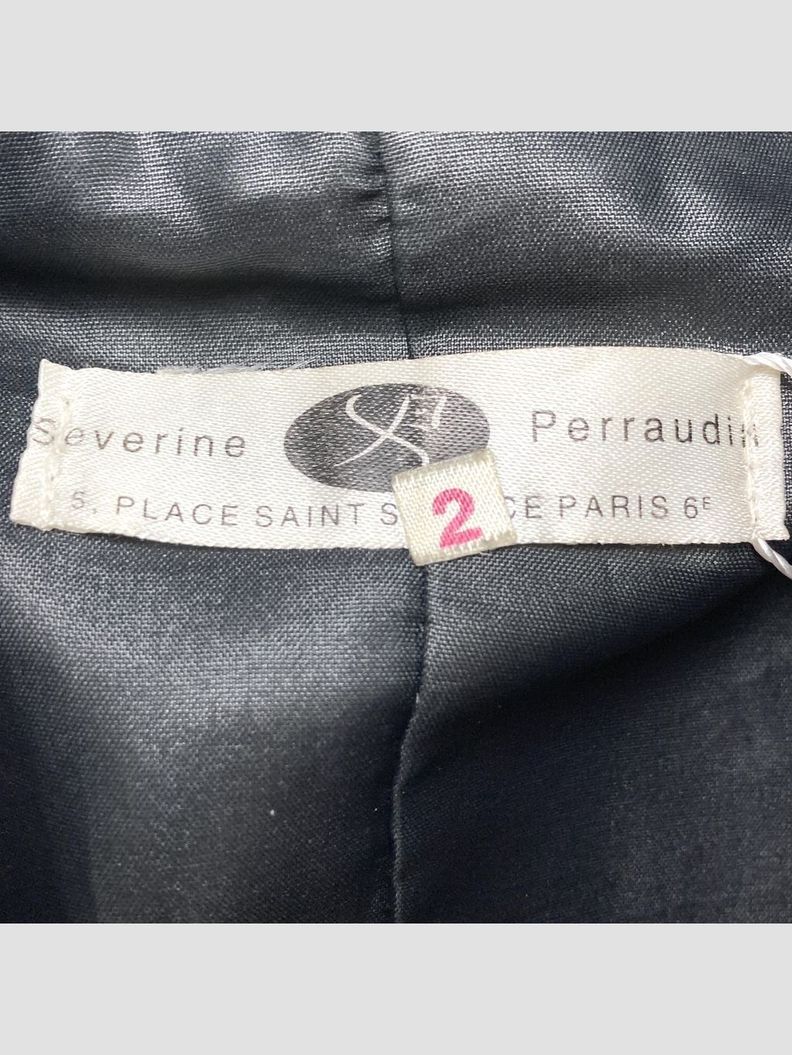 Severine Perraudin
5, PLACE SAINT PARIS 6E
2